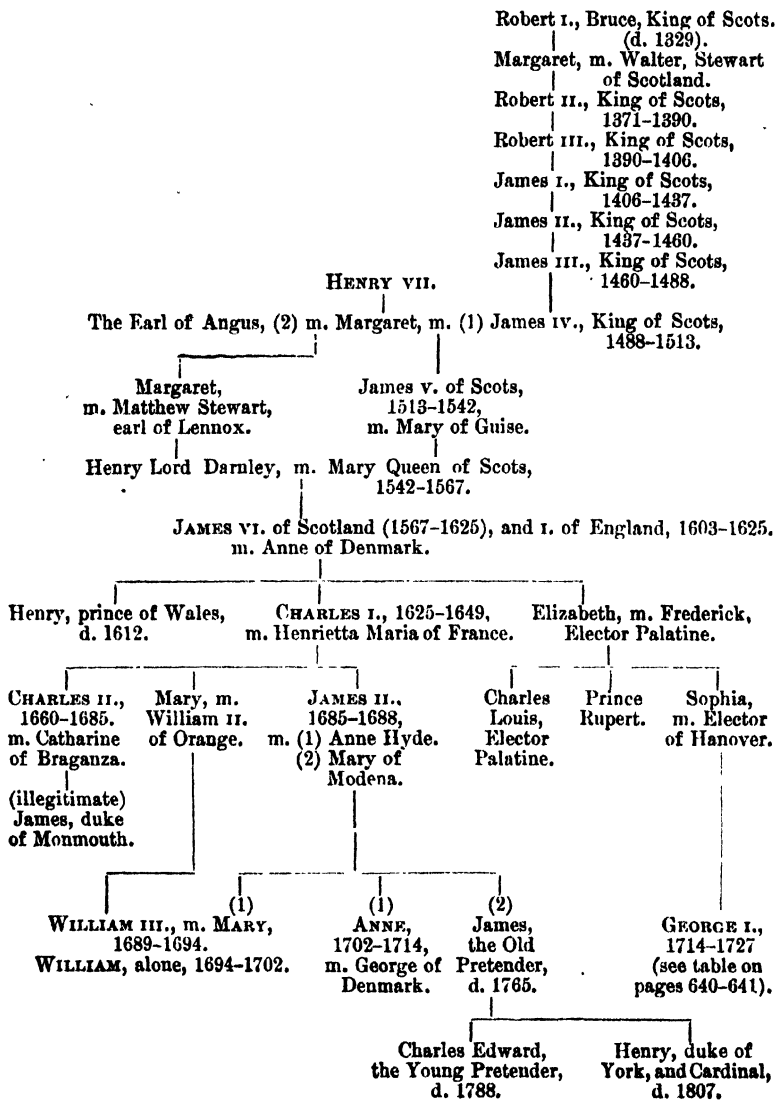 Robert I., Bruce, King of Scots.
(d. 1329).
Margaret, m. Walter, Stewart
of Scotland.
Robert II., King of Scots,
1371-1390.
Robert III., King of Scots,
1390-1406.
James I., King of Scots,
1406-1437.
James II., King of Scots,
1437-1460.
James III., King of Scots,
1460-1488.
HENRY VII.
The Earl of Angus, (2) m. Margaret, m. (1) James IV., King of Scots,
1488-1513.
Margaret,
m. Matthew Stewart,
earl of Lennox.
James V. of Scots,
1513-1542,
m. Mary of Guise.
Henry Lord Darnley, m. Mary Queen of Scots,
1542-1567.
JAMES VI. of Scotland (1567-1625), and I. of England, 1603-1625.
m. Anne of Denmark.
Henry, prince of Wales,
d. 1612.
CHARLES I., 1625-1649,
m. Henrietta Maria of France.
Elizabeth, m. Frederick,
Elector Palatine.
CHARLES II.,
1660-1685.
m. Catharine
of Braganza.
(illegitimate)
James, duke
of Monmouth.
Mary, m.
William II.
of Orange.
JAMES II.,
1685-1688,
m. (1) Anne Hyde.
(2) Mary of
Modena.
Charles
Louis,
Elector
Palatine.
Prince
Rupert.
Sophia,
m. Elector
of Hanover.
(1)
WILLIAM III., m. MARY,
1689-1694.
WILLIAM, alone, 1694-1702.
(1)
ANNE,
1702-1714,
m. George of
Denmark.
(2)
James,
the Old
Pretender,
d. 1765.
GEORGE I.,
1714-1727
(see table on
pages 640-641).
Charles Edward,
the Young Pretender,
d. 1788.
Henry, duke of
York, and Cardinal,
d. 1807.